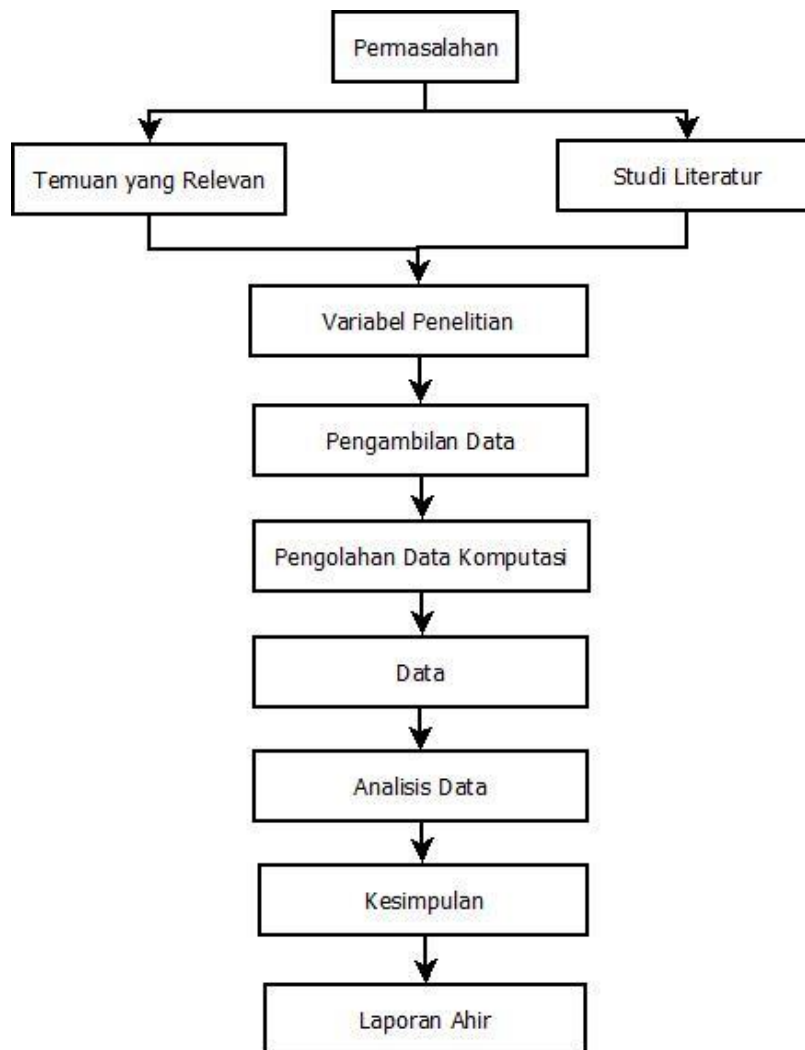 Permasalahan
Temuan yang Relevan
Studi Literatur
Variabel Penelitian
Pengambilan Data
Pengolahan Data Komputasi
Data
Analisis Data
Kesimpulan
Laporan Ahir